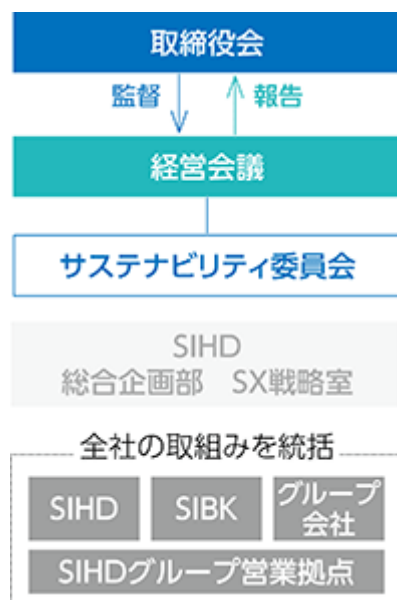 取締役会
監督 報告
経営会議
サステナビリティ委員会
SIHD
総合企画部 SX戦略室
全社の取組みを統括
SIHD SIBK グループ
会社
SIHDグループ営業拠点